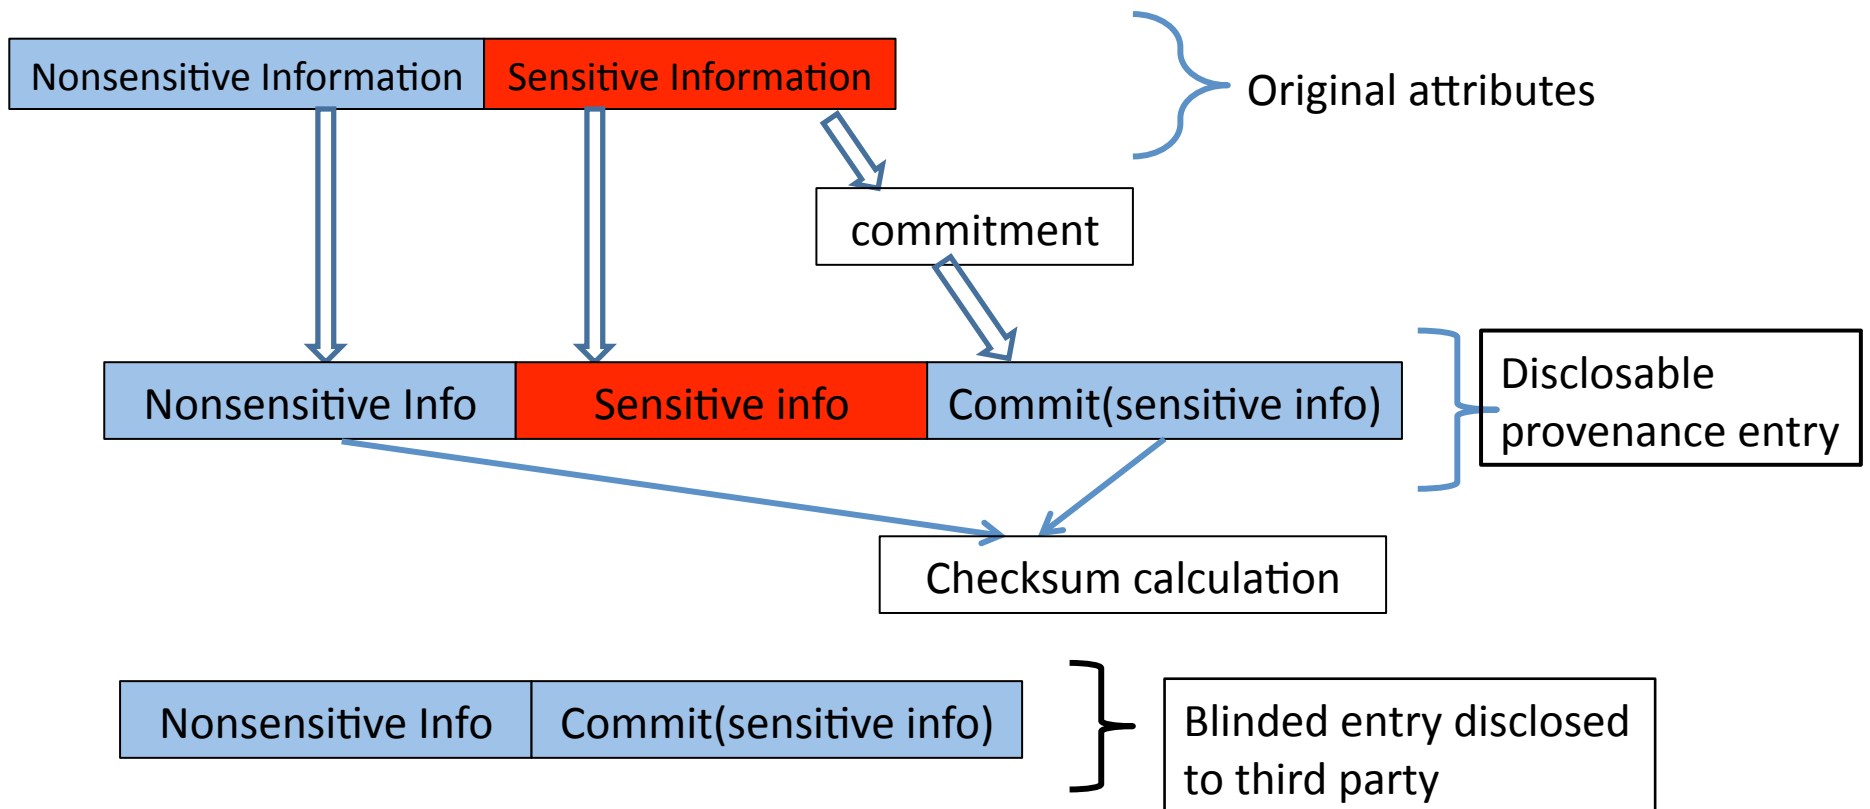 Nonsensitive Information
Sensitive Information
Original attributes
commitment
Nonsensitive Info
Sensitive info
Commit(sensitive info)
Disclosable
provenance entry
Checksum calculation
Nonsensitive Info
Commit(sensitive info)
Blinded entry disclosed
to third party